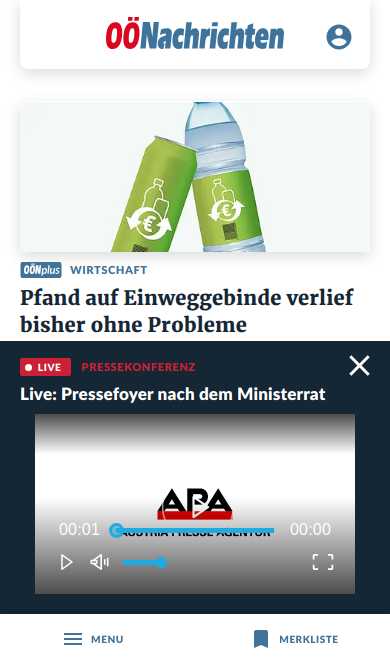 OÖNachrichten
OÖNplus WIRTSCHAFT
Pfand auf Einweggebinde verlief
bisher ohne Probleme
LIVE PRESSEKONFERENZ
Live: Pressefoyer nach dem Ministerrat
APA
00:01 00:00
AUSTRIA PRESSE AGENTUR
MENU MERKLISTE